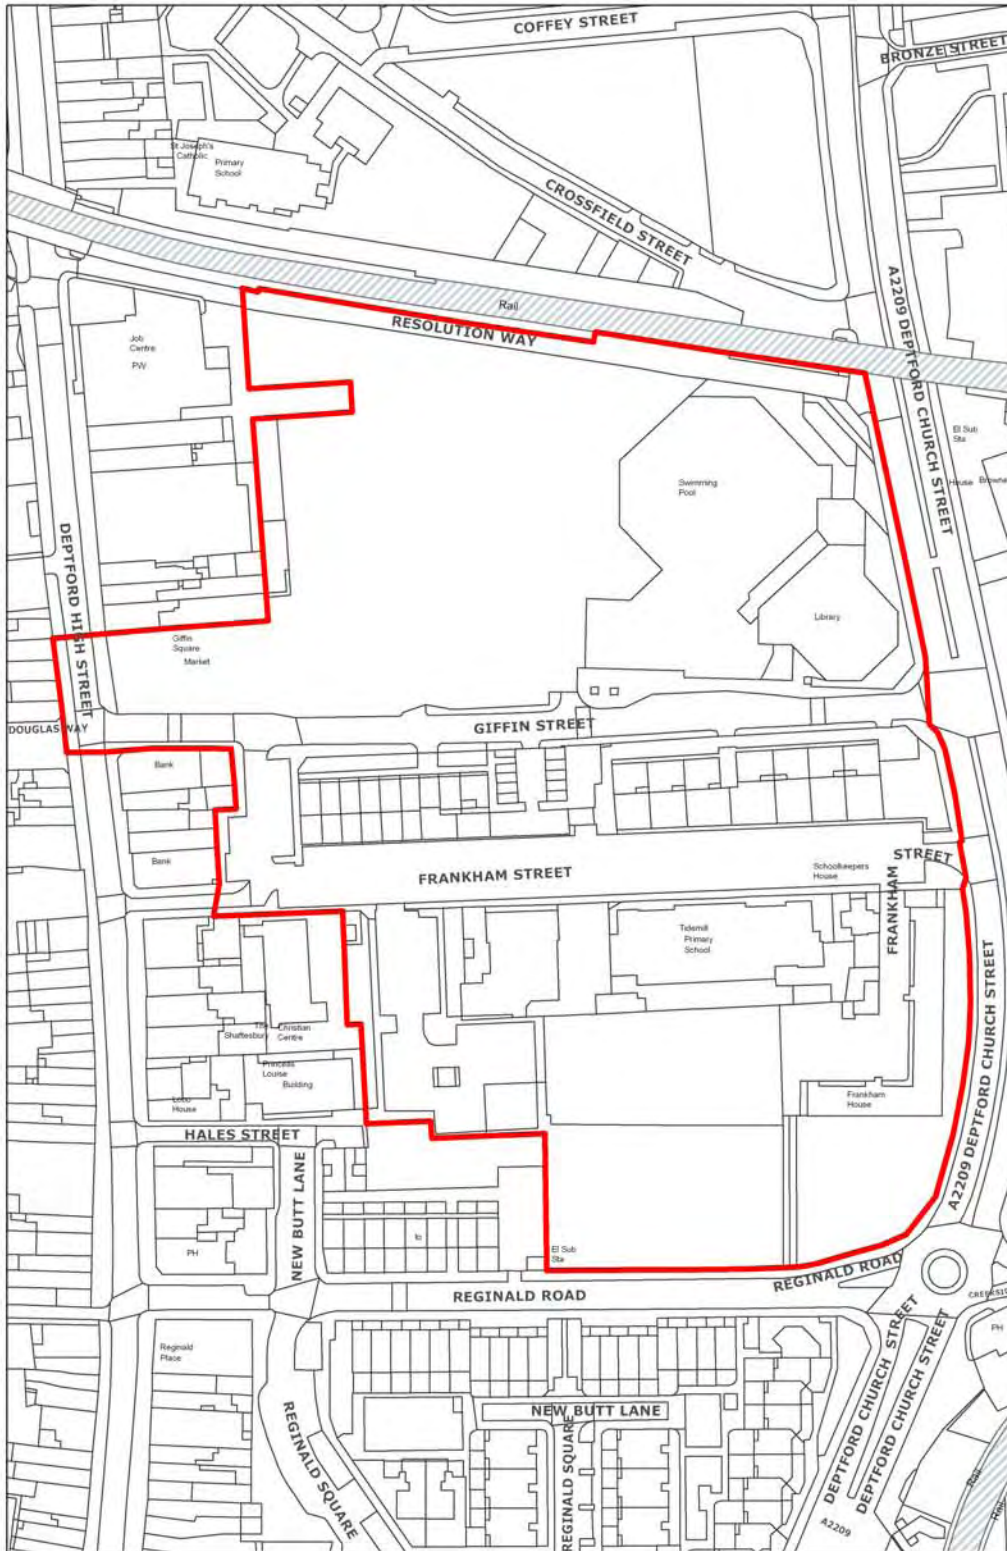 COFFEY STREET
BRONZE STREET
St Joseph's
Catholic
Primary
School
CROSSFIELD STREET
A2209 DEPTFORD CHURCH STREET
Rail
RESOLUTION WAY
Job
Centre
PW
El Sub
Sta
House
Browne
Swimming
Pool
DEPTFORD HIGH STREET
Library
Giffin
Square
Market
DOUGLAS WAY
GIFFIN STREET
Bank
Bank
FRANKHAM STREET
Schoolkeepers
House
FRANKHAM
STREET
Tidemill
Primary
School
A2209 DEPTFORD CHURCH STREET
The
Shaftesbury
Christian
Centre
Princess
Louise
Building
Lobo
House
Frankham
House
HALES STREET
NEW BUTT LANE
PH
to
El Sub
Sta
REGINALD ROAD
REGINALD ROAD
PH
Reginald
Place
DEPTFORD CHURCH STREET
DEPTFORD CHURCH STREET
NEW BUTT LANE
REGINALD SQUARE
REGINALD SQUARE
A2209
Rail
Rail